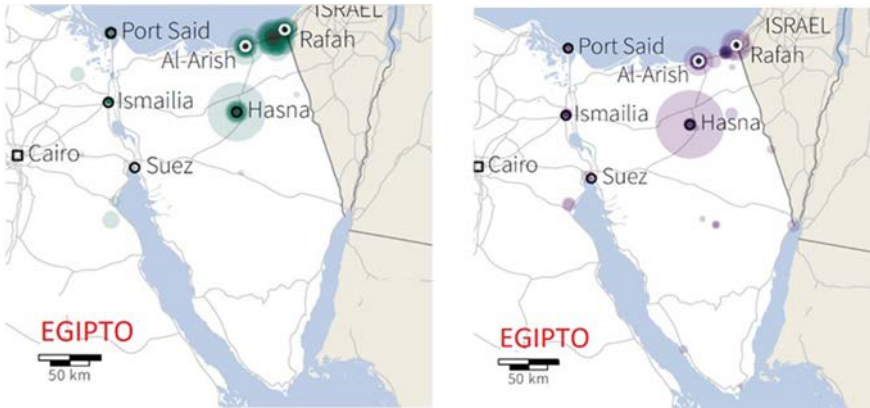 ISRAEL
Port Said
Rafah
Al-Arish
Ismailia
Hasna
Cairo
Suez
EGIPTO
50 km
ISRAEL
Port Said
Rafah
Al-Arish
Ismailia
Hasna
Cairo
Suez
EGIPTO
50 km